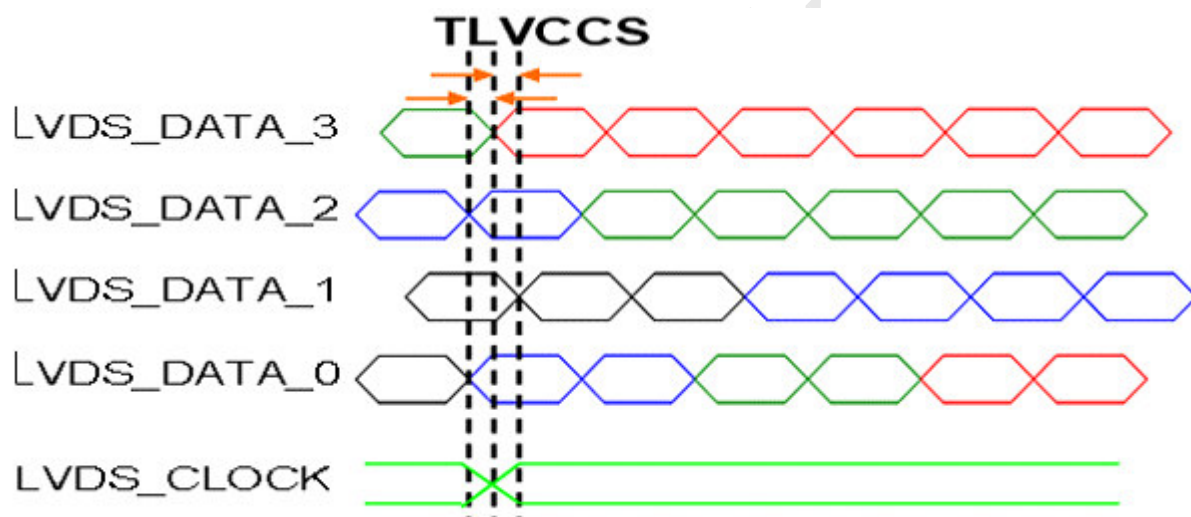 TLVCCS
LVDS_DATA_3
LVDS_DATA_2
LVDS_DATA_1
LVDS_DATA_0
LVDS_CLOCK